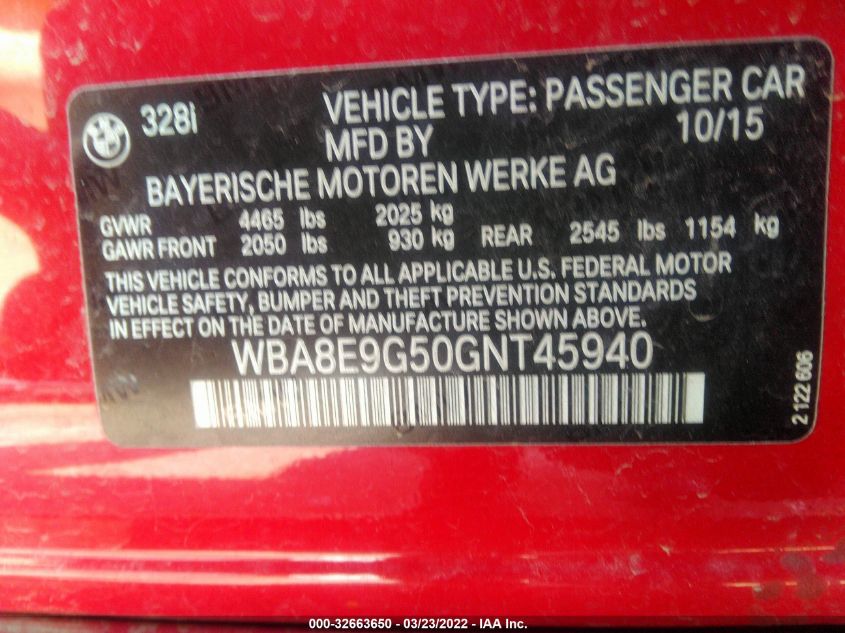 328i VEHICLE TYPE: PASSENGER CAR
MFD BY 10/15
BAYERISCHE MOTOREN WERKE AG
GVWR 4465 lbs 2025 kg
GAWR FRONT 2050 lbs 930 kg REAR 2545 lbs 1154 kg
THIS VEHICLE CONFORMS TO ALL APPLICABLE U.S. FEDERAL MOTOR
VEHICLE SAFETY, BUMPER AND THEFT PREVENTION STANDARDS
IN EFFECT ON THE DATE OF MANUFACTURE SHOWN ABOVE.
WBA8E9G50GNT45940
2 122 606
000-32663650 - 03/23/2022 - IAA Inc.